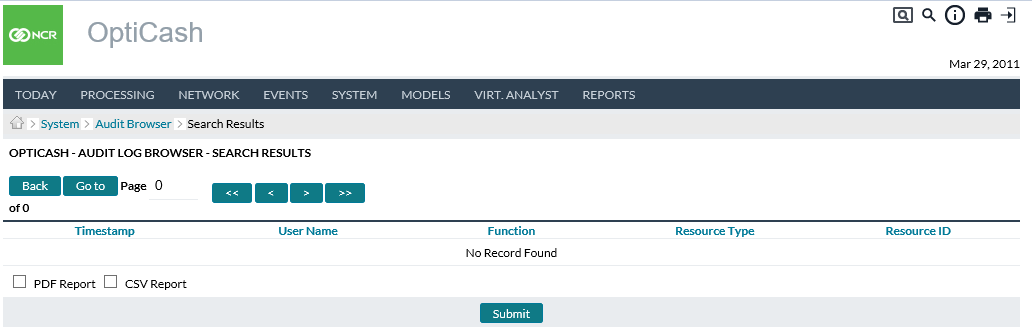 NCR
OptiCash
Mar 29, 2011
TODAY PROCESSING NETWORK EVENTS SYSTEM MODELS VIRT. ANALYST REPORTS
> System > Audit Browser > Search Results
OPTICASH - AUDIT LOG BROWSER - SEARCH RESULTS
Back Go to Page 0 << < > >>
of 0
Timestamp User Name Function Resource Type Resource ID
No Record Found
PDF Report CSV Report
Submit